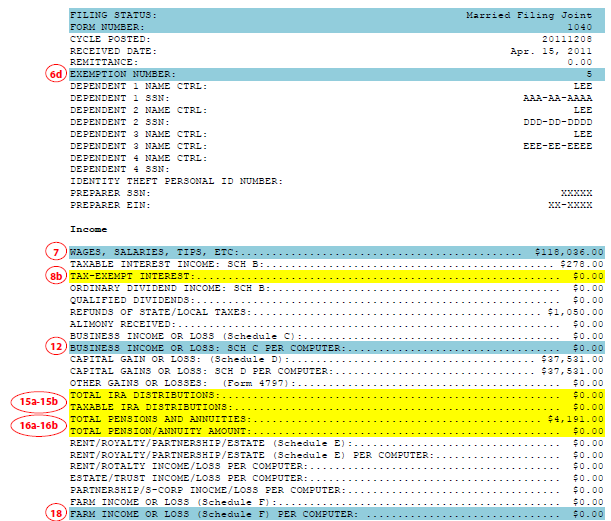 FILING STATUS: Married Filing Joint
FORM NUMBER: 1040
CYCLE POSTED: 20111208
RECEIVED DATE: Apr. 15, 2011
REMITTANCE: 0.00
6d EXEMPTION NUMBER: 5
DEPENDENT 1 NAME CTRL: LEE
DEPENDENT 1 SSN: AAA-AA-AAAA
DEPENDENT 2 NAME CTRL: LEE
DEPENDENT 2 SSN: DDD-DD-DDDD
DEPENDENT 3 NAME CTRL: LEE
DEPENDENT 3 NAME CTRL: EEE-EE-EEEE
DEPENDENT 4 NAME CTRL:
DEPENDENT 4 SSN:
IDENTITY THEFT PERSONAL ID NUMBER:
PREPARER SSN: XXXXX
PREPARER EIN: XX-XXXX
Income
7 WAGES, SALARIES, TIPS, ETC: $118,036.00
TAXABLE INTEREST INCOME: SCH B: $278.00
8b TAX-EXEMPT INTEREST: $0.00
ORDINARY DIVIDEND INCOME: SCH B: $0.00
QUALIFIED DIVIDENDS: $0.00
REFUNDS OF STATE/LOCAL TAXES: $1,050.00
ALIMONY RECEIVED: $0.00
BUSINESS INCOME OR LOSS (Schedule C): $0.00
12 BUSINESS INCOME OR LOSS: SCH C PER COMPUTER: $0.00
CAPITAL GAIN OR LOSS: (Schedule D): $37,531.00
CAPITAL GAINS OR LOSS: SCH D PER COMPUTER: $37,531.00
OTHER GAINS OR LOSSES: (Form 4797): $0.00
15a-15b TOTAL IRA DISTRIBUTIONS: $0.00
TAXABLE IRA DISTRIBUTIONS: $0.00
16a-16b TOTAL PENSIONS AND ANNUITIES: $4,191.00
TOTAL PENSION/ANNUITY AMOUNT: $0.00
RENT/ROYALTY/PARTNERSHIP/ESTATE (Schedule E): $0.00
RENT/ROYALTY/PARTNERSHIP/ESTATE (Schedule E) PER COMPUTER: $0.00
RENT/ROTALTY INCOME/LOSS PER COMPUTER: $0.00
ESTATE/TRUST INCOME/LOSS PER COMPUTER: $0.00
PARTNERSHIP/S-CORP INOCME/LOSS PER COMPUTER: $0.00
FARM INCOME OR LOSS (Schedule F): $0.00
18 FARM INCOME OR LOSS (Schedule F) PER COMPUTER: $0.00